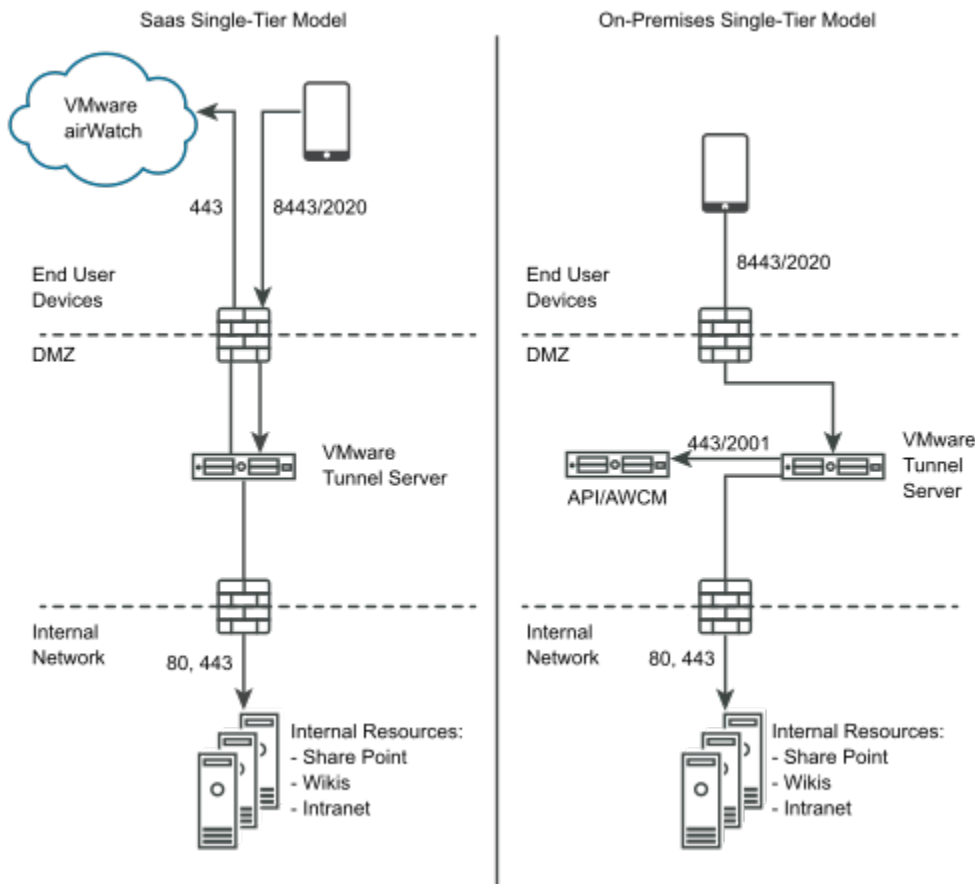 Saas Single-Tier Model
VMware
airWatch
443
8443/2020
End User
Devices
DMZ
VMware
Tunnel Server
Internal
Network
80, 443
Internal Resources:
- Share Point
- Wikis
- Intranet
On-Premises Single-Tier Model
8443/2020
End User
Devices
DMZ
443/2001
API/AWCM
VMware
Tunnel
Server
Internal
Network
80, 443
Internal Resources:
- Share Point
- Wikis
- Intranet